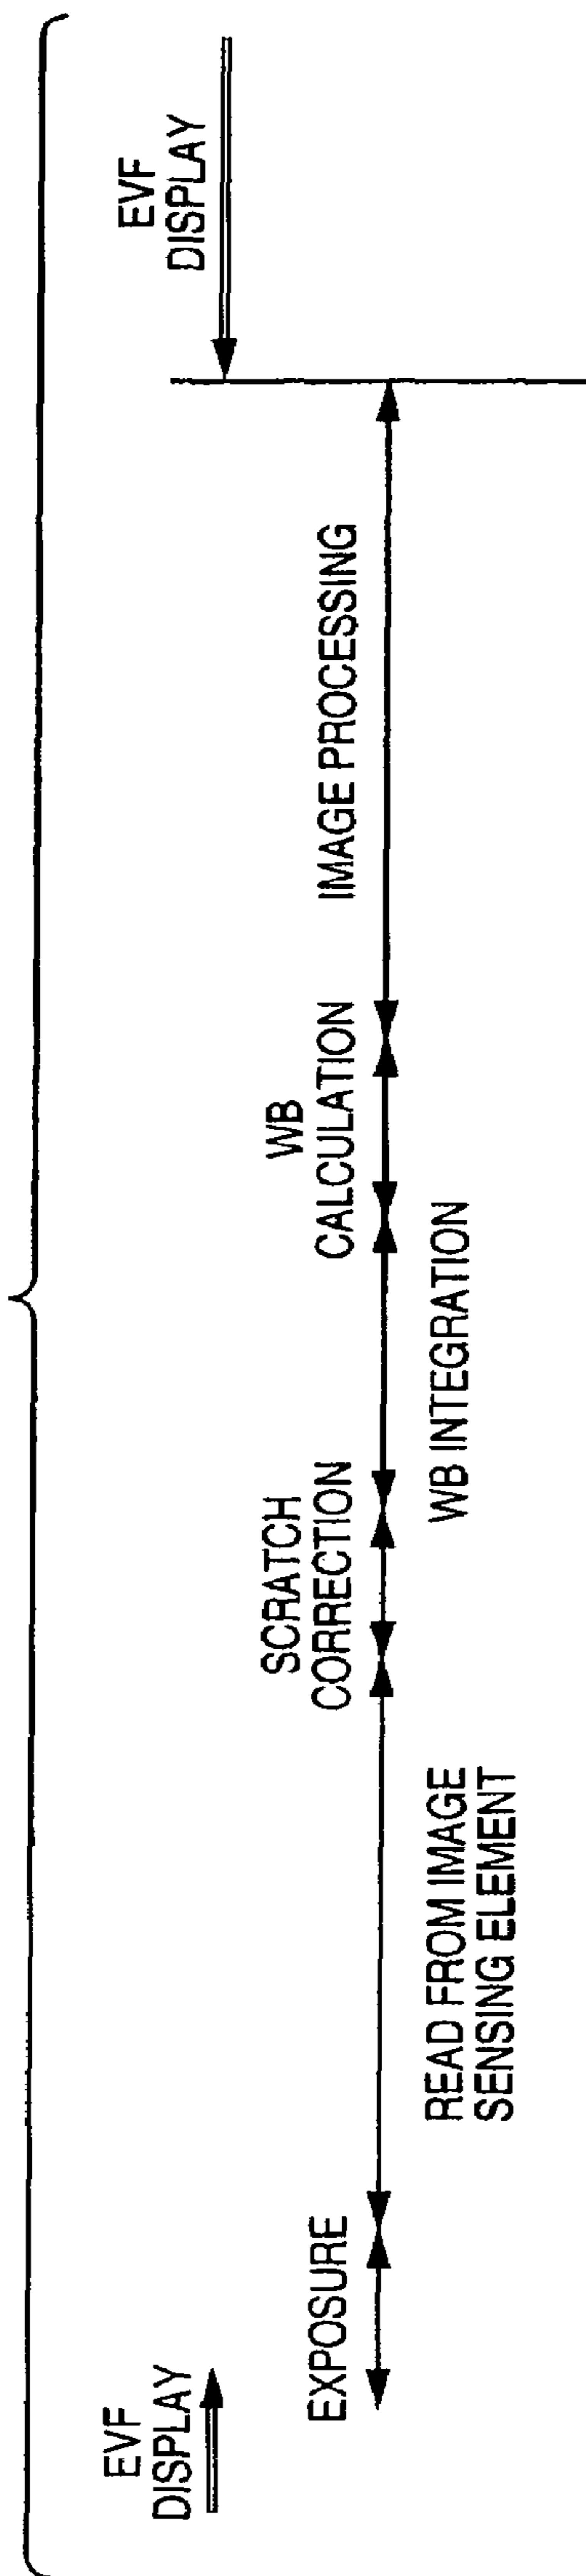 EVF
DISPLAY
EXPOSURE
READ FROM IMAGE
SENSING ELEMENT
SCRATCH
CORRECTION
WB INTEGRATION
WB
CALCULATION
IMAGE PROCESSING
EVF
DISPLAY